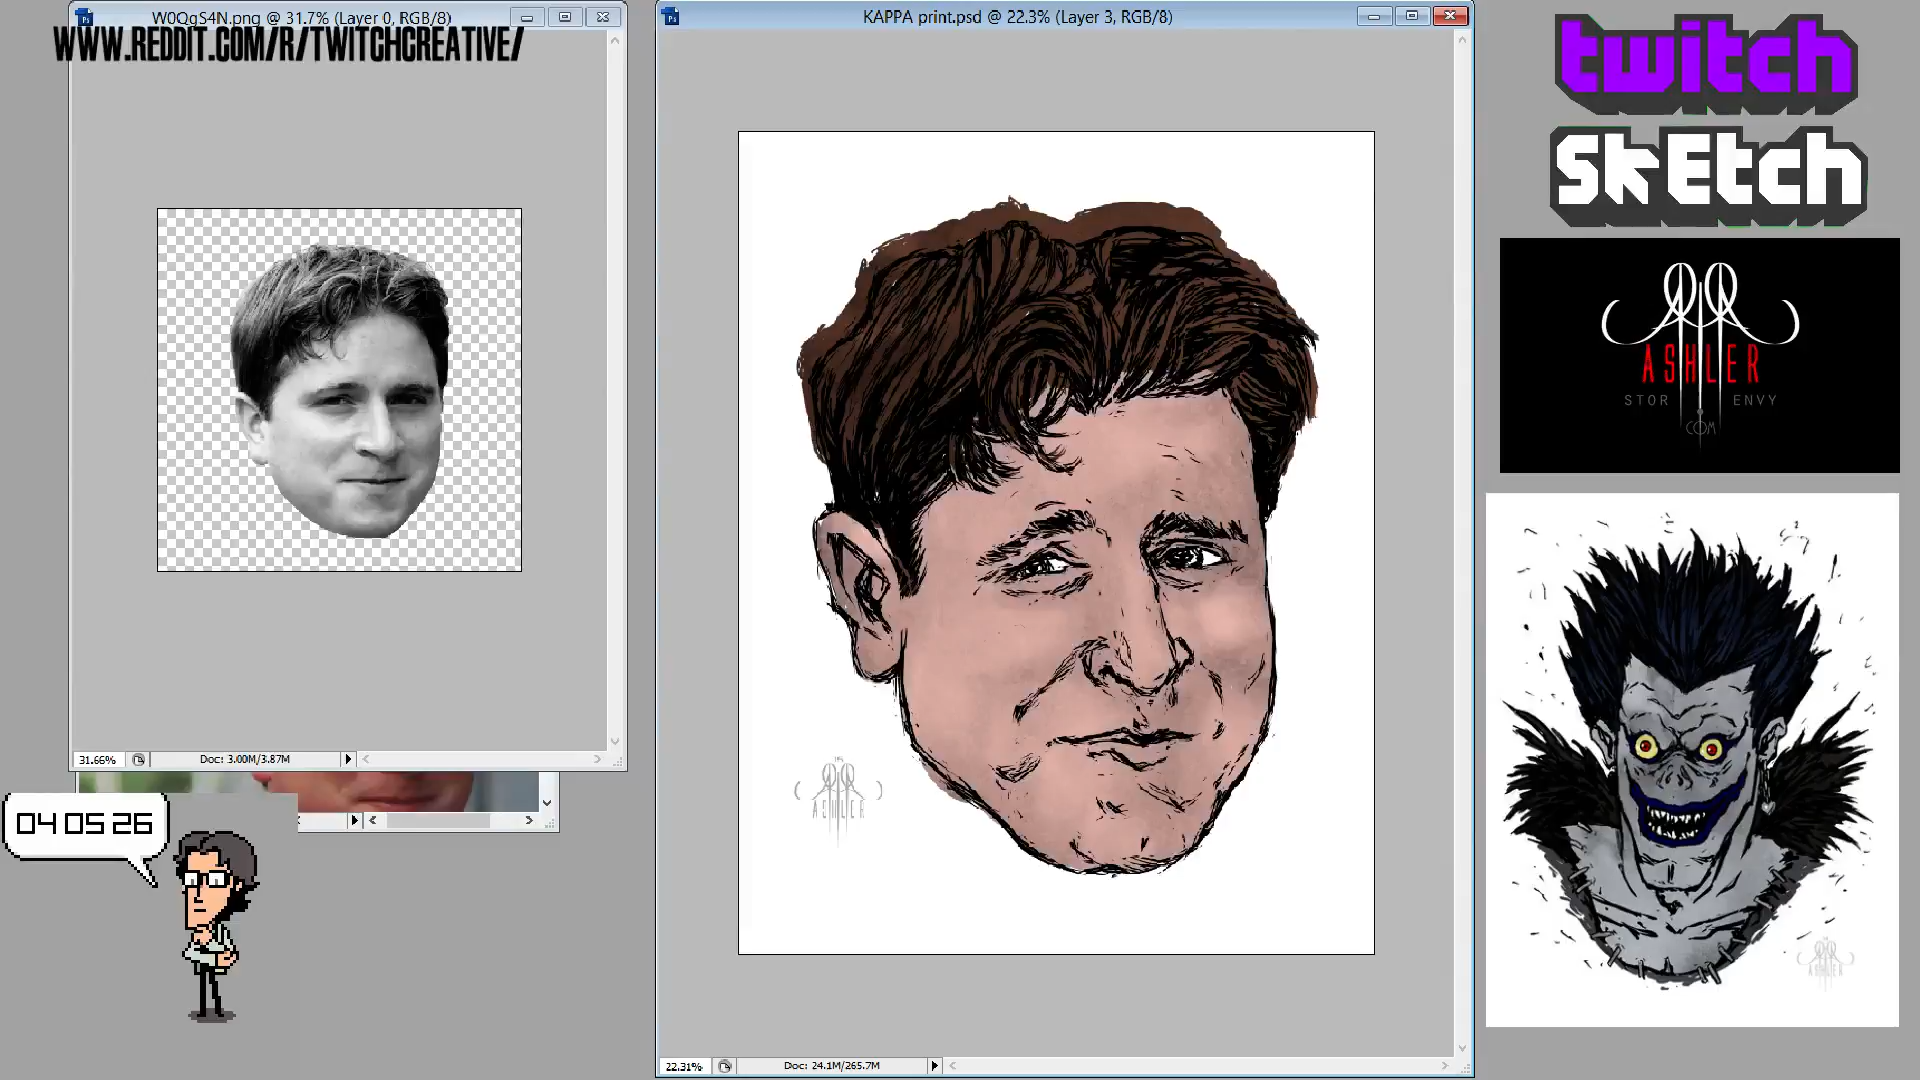 W0QgS4N.png @ 31.7% (Layer 0, RGB/8)
WWW.REDDIT.COM/R/TWITCHCREATIVE/
KAPPA print.psd @ 22.3% (Layer 3, RGB/8)
twitch
SkEtch
ASHLER
STOR ENVY
COM
31.66%
Doc: 3.00M/3.87M
04 05 26
ASHLER
ASHLER
22.31%
Doc: 24.1M/265.7M